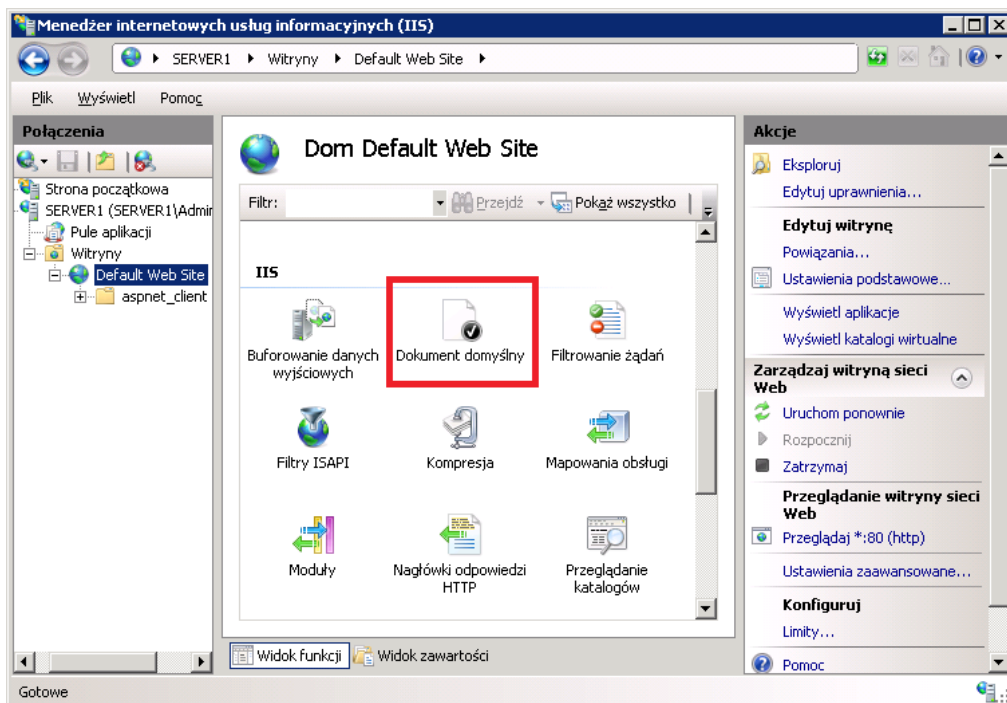 Menedżer internetowych usług informacyjnych (IIS)
SERVER1 Witryny Default Web Site
Plik Wyświetl Pomoc
Połączenia
Strona początkowa
SERVER1 (SERVER1\Admir
Pule aplikacji
Witryny
Default Web Site
aspnet_client
Dom Default Web Site
Filtr: Przejdź Pokaż wszystko
IIS
Buforowanie danych
wyjściowych
Dokument domyślny
Filtrowanie żądań
Filtry ISAPI
Kompresja
Mapowania obsługi
Moduły
Nagłówki odpowiedzi
HTTP
Przeglądanie
katalogów
Widok funkcji Widok zawartości
Akcje
Eksploruj
Edytuj uprawnienia...
Edytuj witrynę
Powiązania...
Ustawienia podstawowe...
Wyświetl aplikacje
Wyświetl katalogi wirtualne
Zarządzaj witryną sieci
Web
Uruchom ponownie
Rozpocznij
Zatrzymaj
Przeglądanie witryny sieci
Web
Przeglądaj *:80 (http)
Ustawienia zaawansowane...
Konfiguruj
Limity...
Pomoc
Gotowe